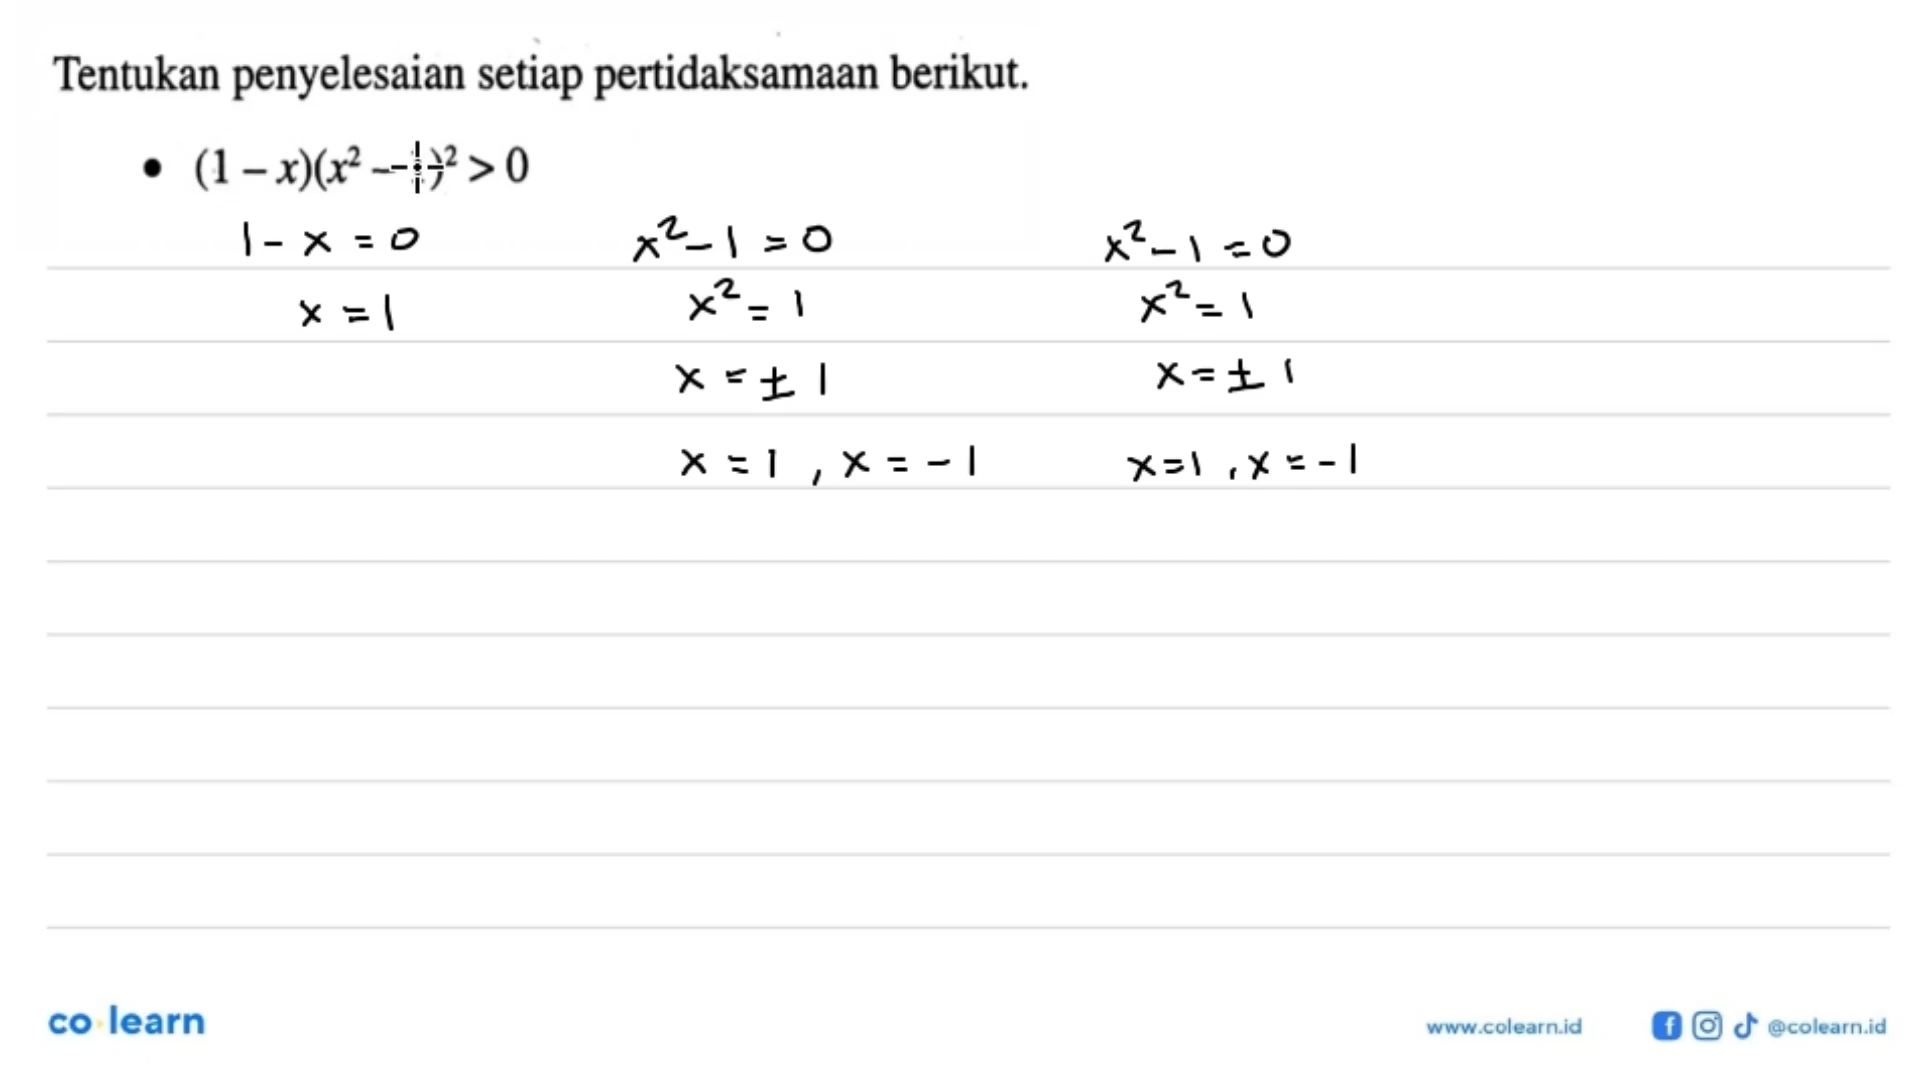 Tentukan penyelesaian setiap pertidaksamaan berikut.
• (1 – x)(x² – )² > 0
1 - x = 0 x² - 1 = 0 x² - 1 = 0
x = 1 x² = 1 x² = 1
x = ± 1 x = ± 1
x = 1 , x = -1 x = 1 , x = -1
co learn www.colearn.id @colearn.id